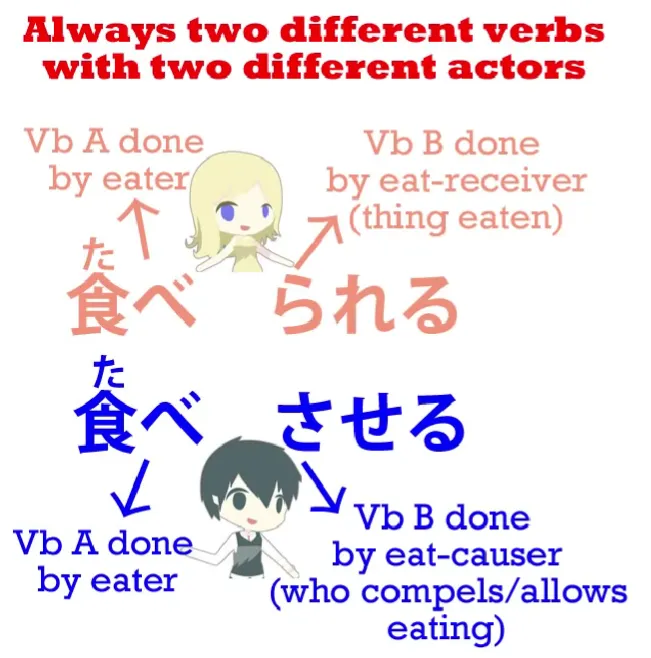 Always two different verbs
with two different actors
Vb A done
by eater
Vb B done
by eat-receiver
(thing eaten)
た
食べ られる
た
食べ させる
Vb A done
by eater
Vb B done
by eat-causer
(who compels/allows
eating)